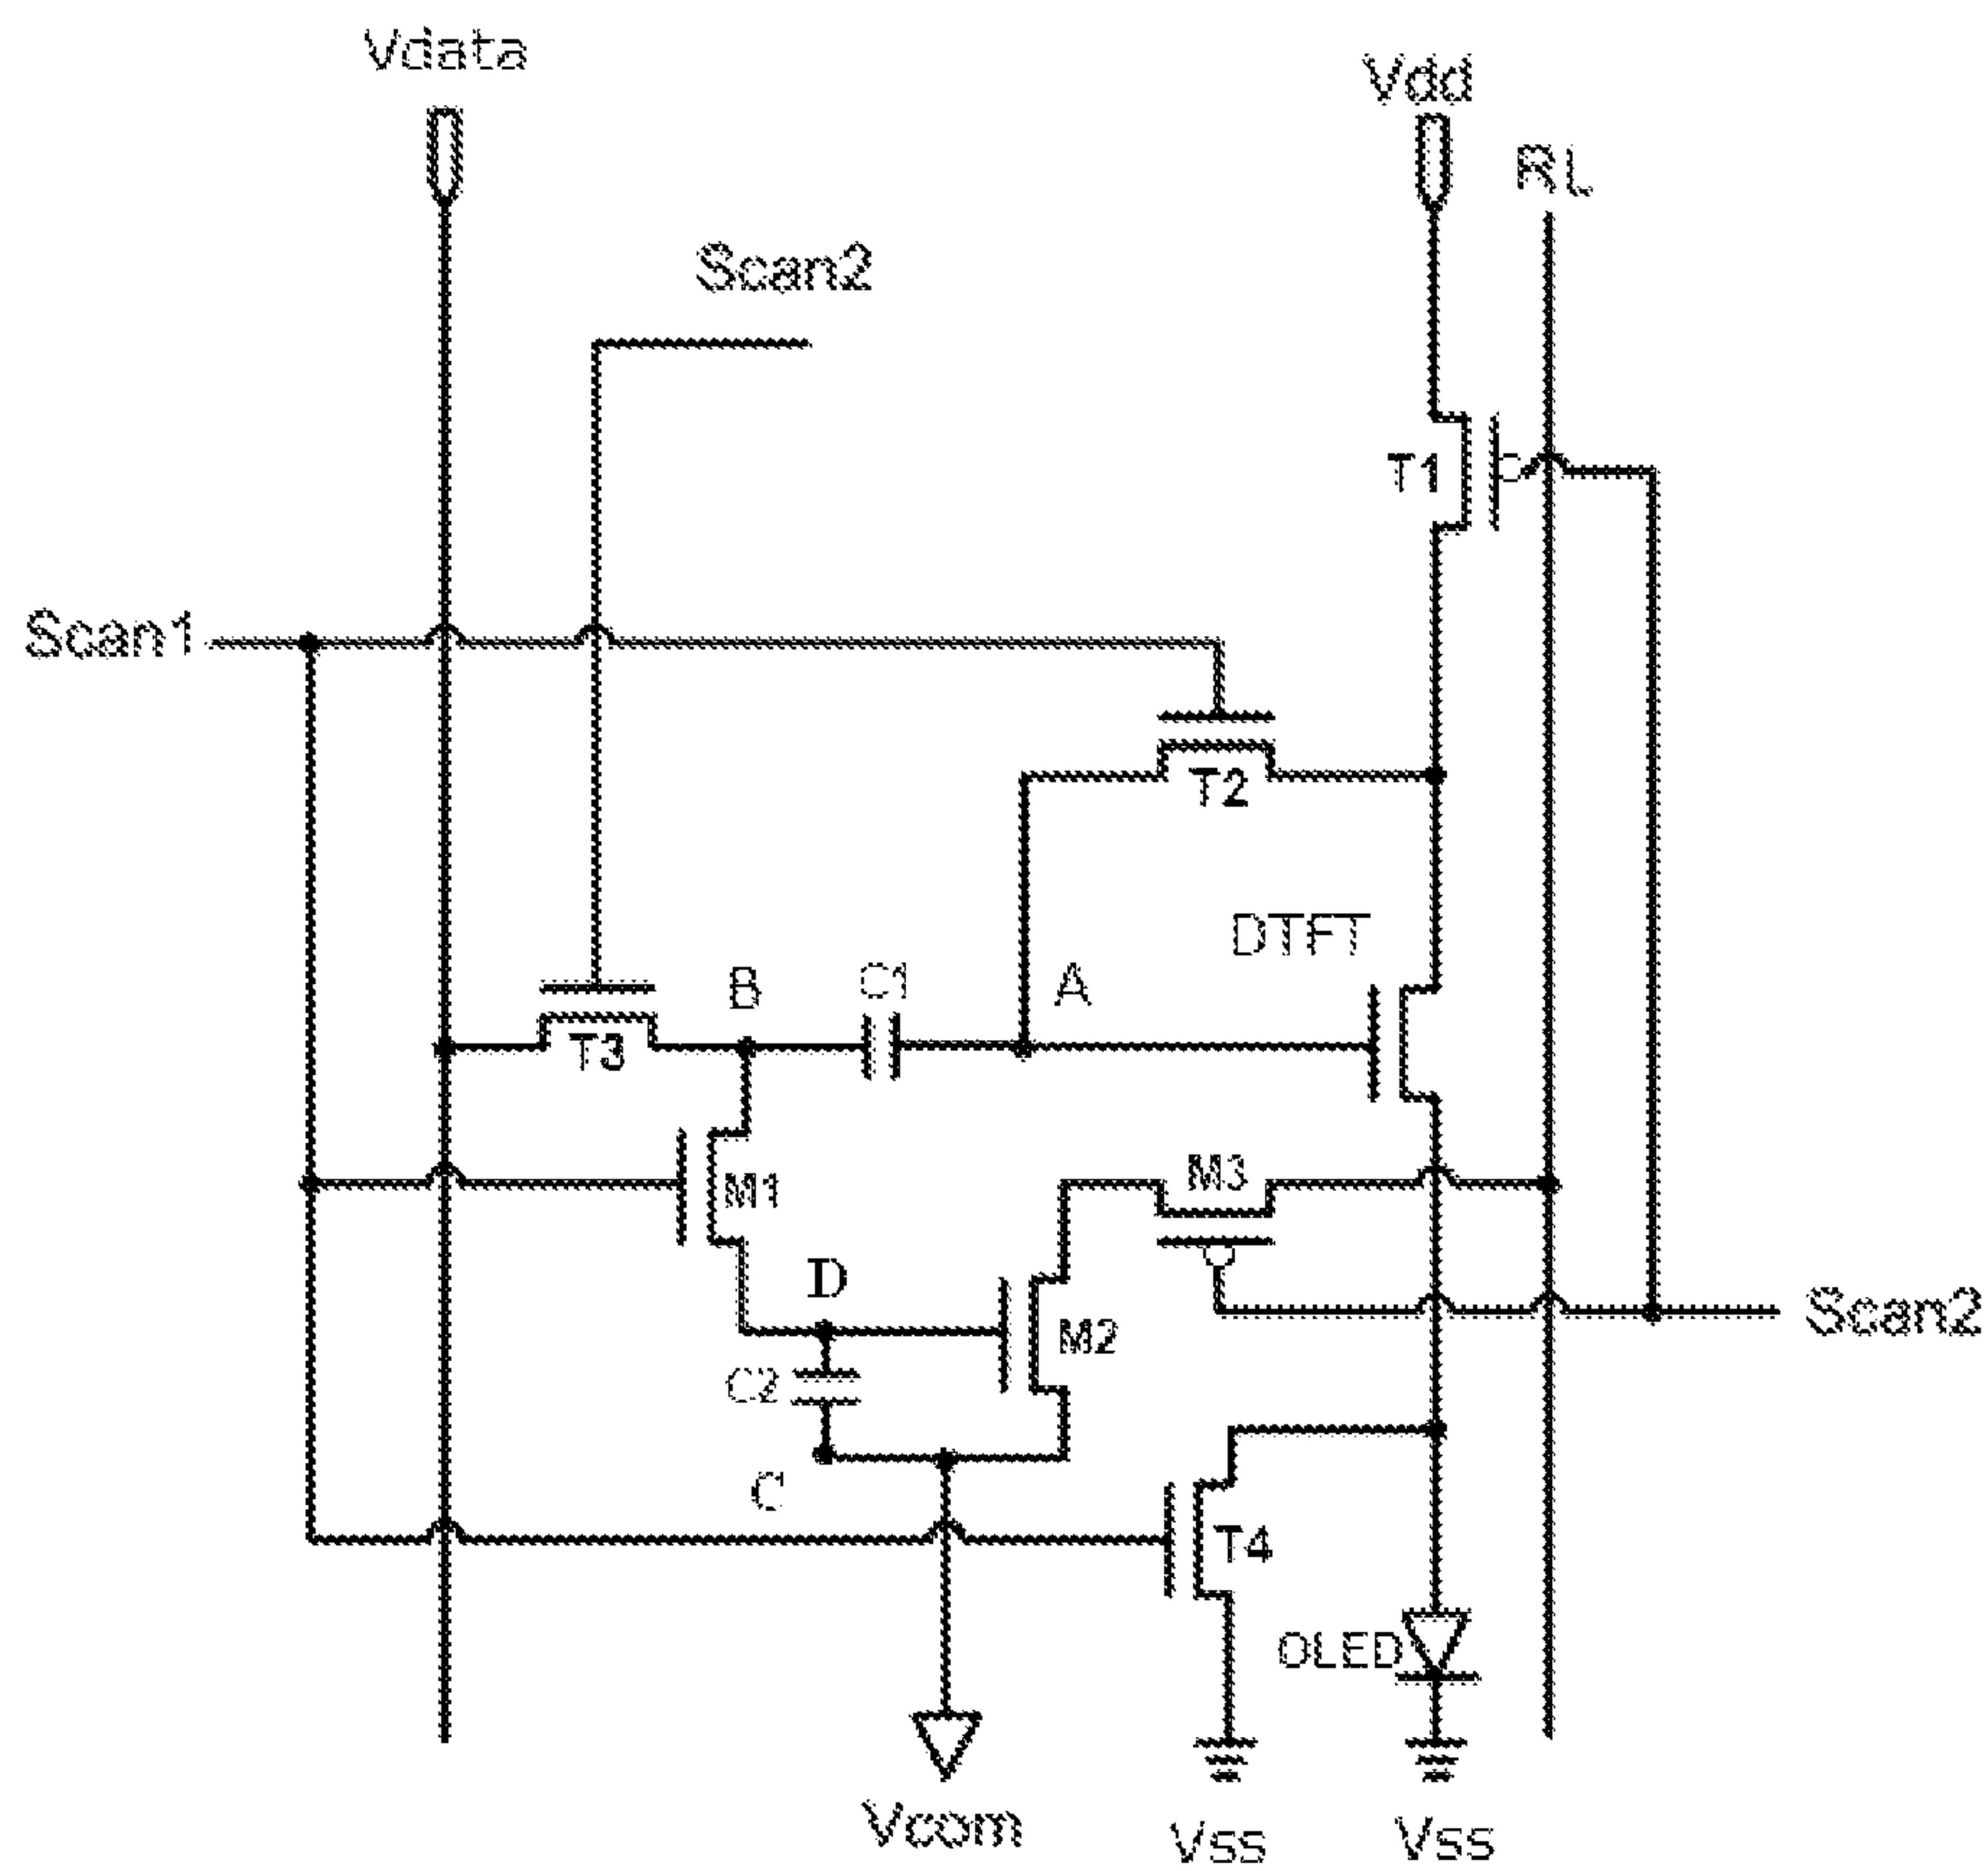 Vdata
Vdd
RL
Scan2
T1
Scan1
T2
DTFT
B
C1
A
T3
M3
M1
D
Scan2
M2
C2
C
T4
OLED
Vcom
Vss
Vss